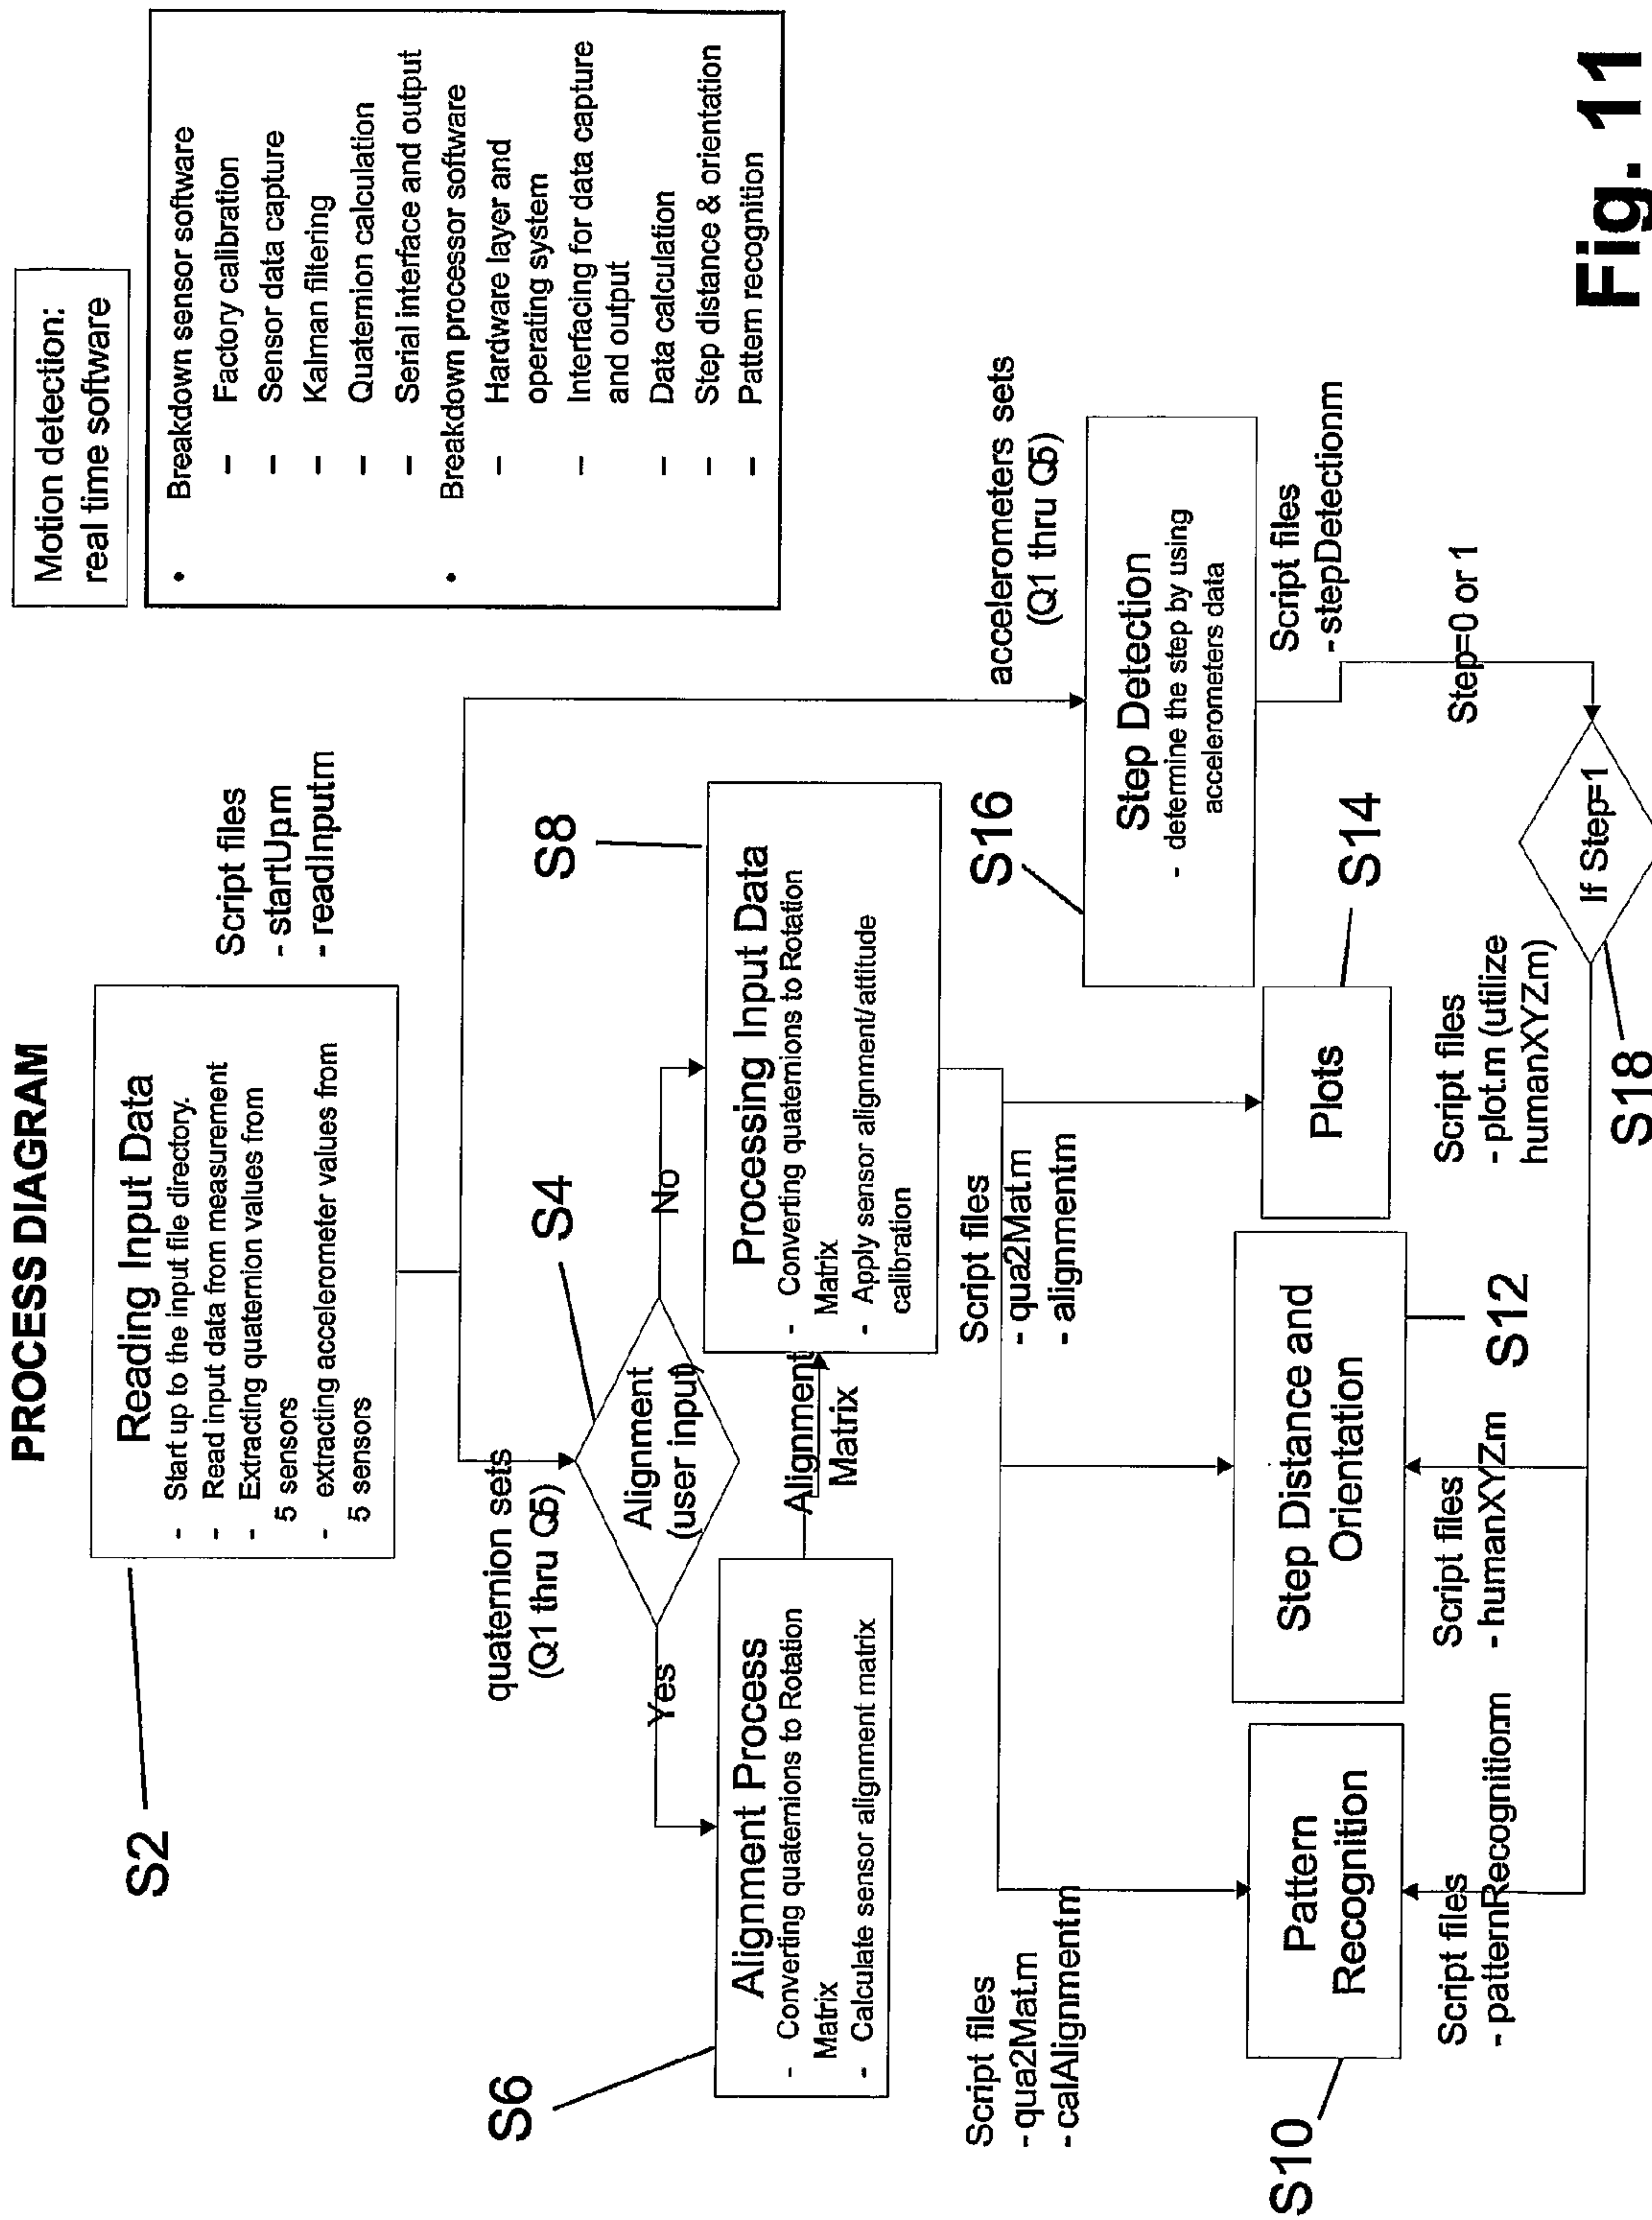 PROCESS DIAGRAM
Motion detection:
real time software
• Breakdown sensor software
– Factory calibration
– Sensor data capture
– Kalman filtering
– Quaternion calculation
– Serial interface and output
• Breakdown processor software
– Hardware layer and
operating system
– Interfacing for data capture
and output
– Data calculation
– Step distance & orientation
– Pattern recognition
S2
Reading Input Data
- Start up to the input file directory.
- Read input data from measurement
- Extracting quaternion values from
5 sensors
- extracting accelerometer values from
5 sensors
Script files
- startUpm
- readInputm
quaternion sets
(Q1 thru Q5)
S4
Alignment
(user input)
Yes
No
S6
Alignment Process
- Converting quaternions to Rotation
Matrix
- Calculate sensor alignment matrix
Alignment
Matrix
S8
Processing Input Data
- Converting quaternions to Rotation
Matrix
- Apply sensor alignment/attitude
calibration
Script files
- qua2Mat.m
- calAlignmentm
Script files
- qua2Mat.m
- alignmentm
accelerometers sets
(Q1 thru Q5)
S16
Step Detection
- determine the step by using
accelerometers data
Script files
- stepDetectionm
S10
Pattern
Recognition
Script files
- patternRecognitionm
Step Distance and
Orientation
S12
Script files
- humanXYZm
Plots
S14
Script files
- plot.m (utilize
humanXYZm)
Step=0 or 1
If Step=1
S18
Fig. 11